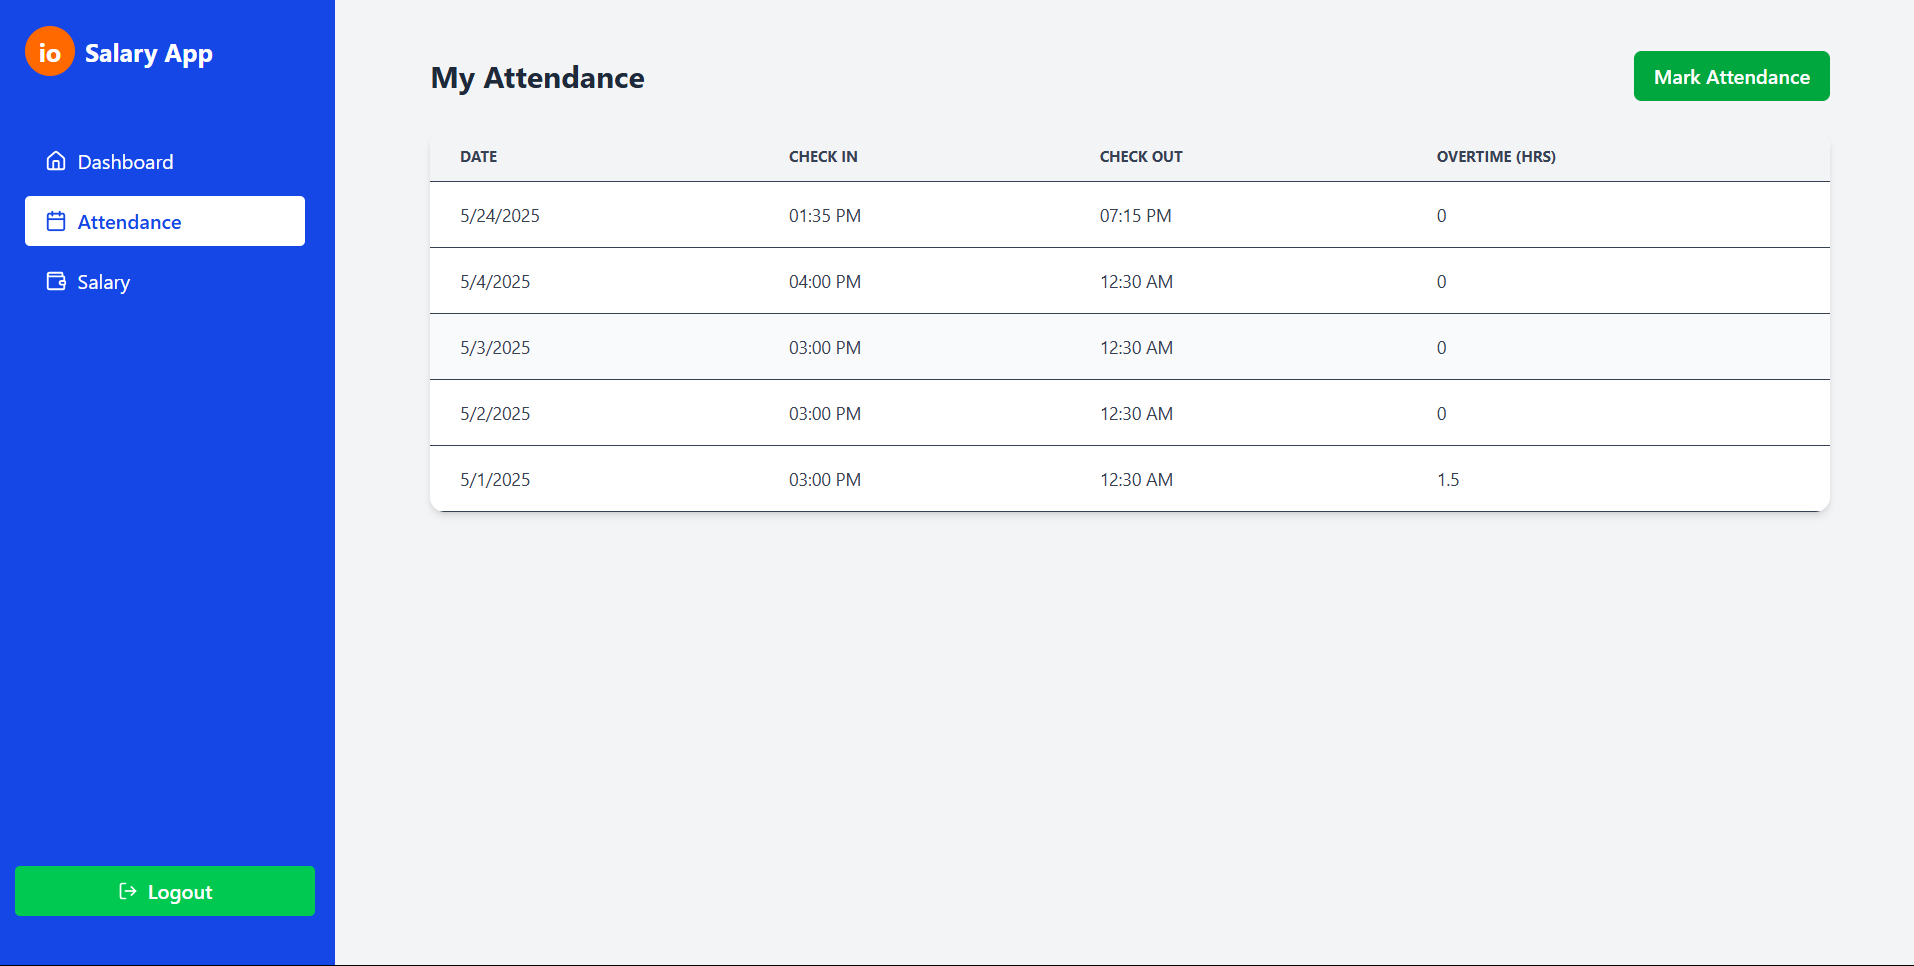 io Salary App
Dashboard
Attendance
Salary
Logout
My Attendance
Mark Attendance
DATE CHECK IN CHECK OUT OVERTIME (HRS)
5/24/2025 01:35 PM 07:15 PM 0
5/4/2025 04:00 PM 12:30 AM 0
5/3/2025 03:00 PM 12:30 AM 0
5/2/2025 03:00 PM 12:30 AM 0
5/1/2025 03:00 PM 12:30 AM 1.5